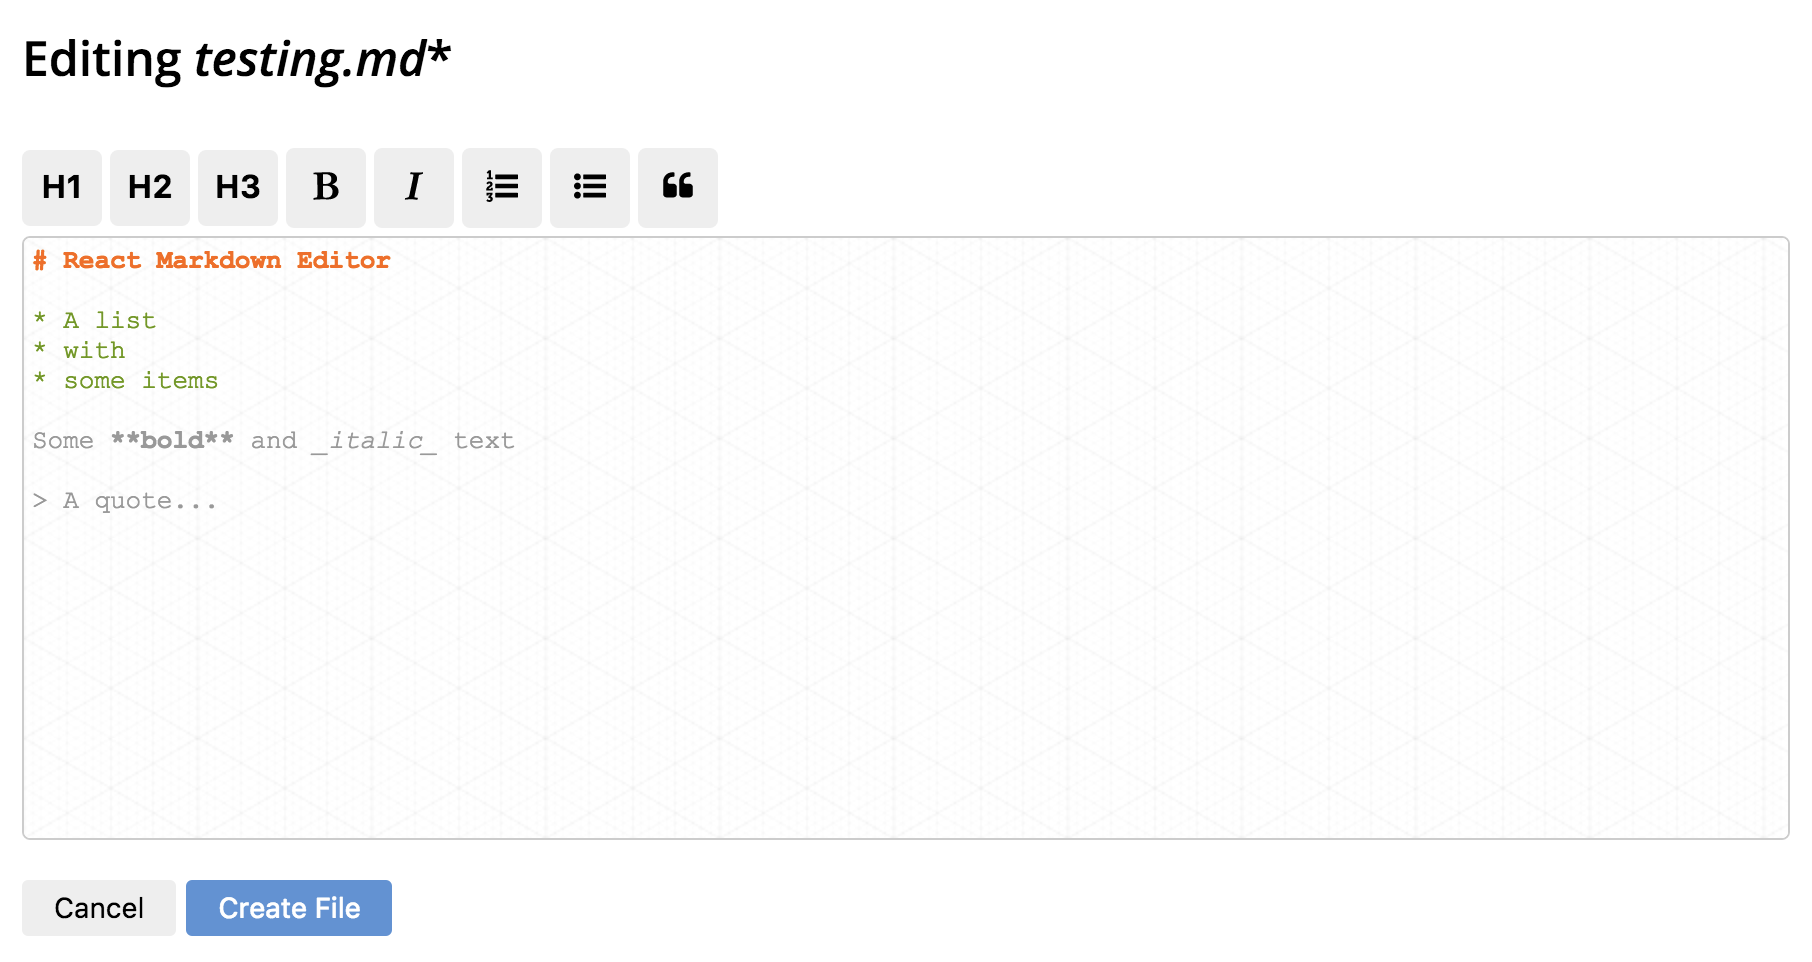 Editing testing.md*
H1 H2 H3 B I
# React Markdown Editor
* A list
* with
* some items
Some **bold** and _italic_ text
> A quote...
Cancel Create File